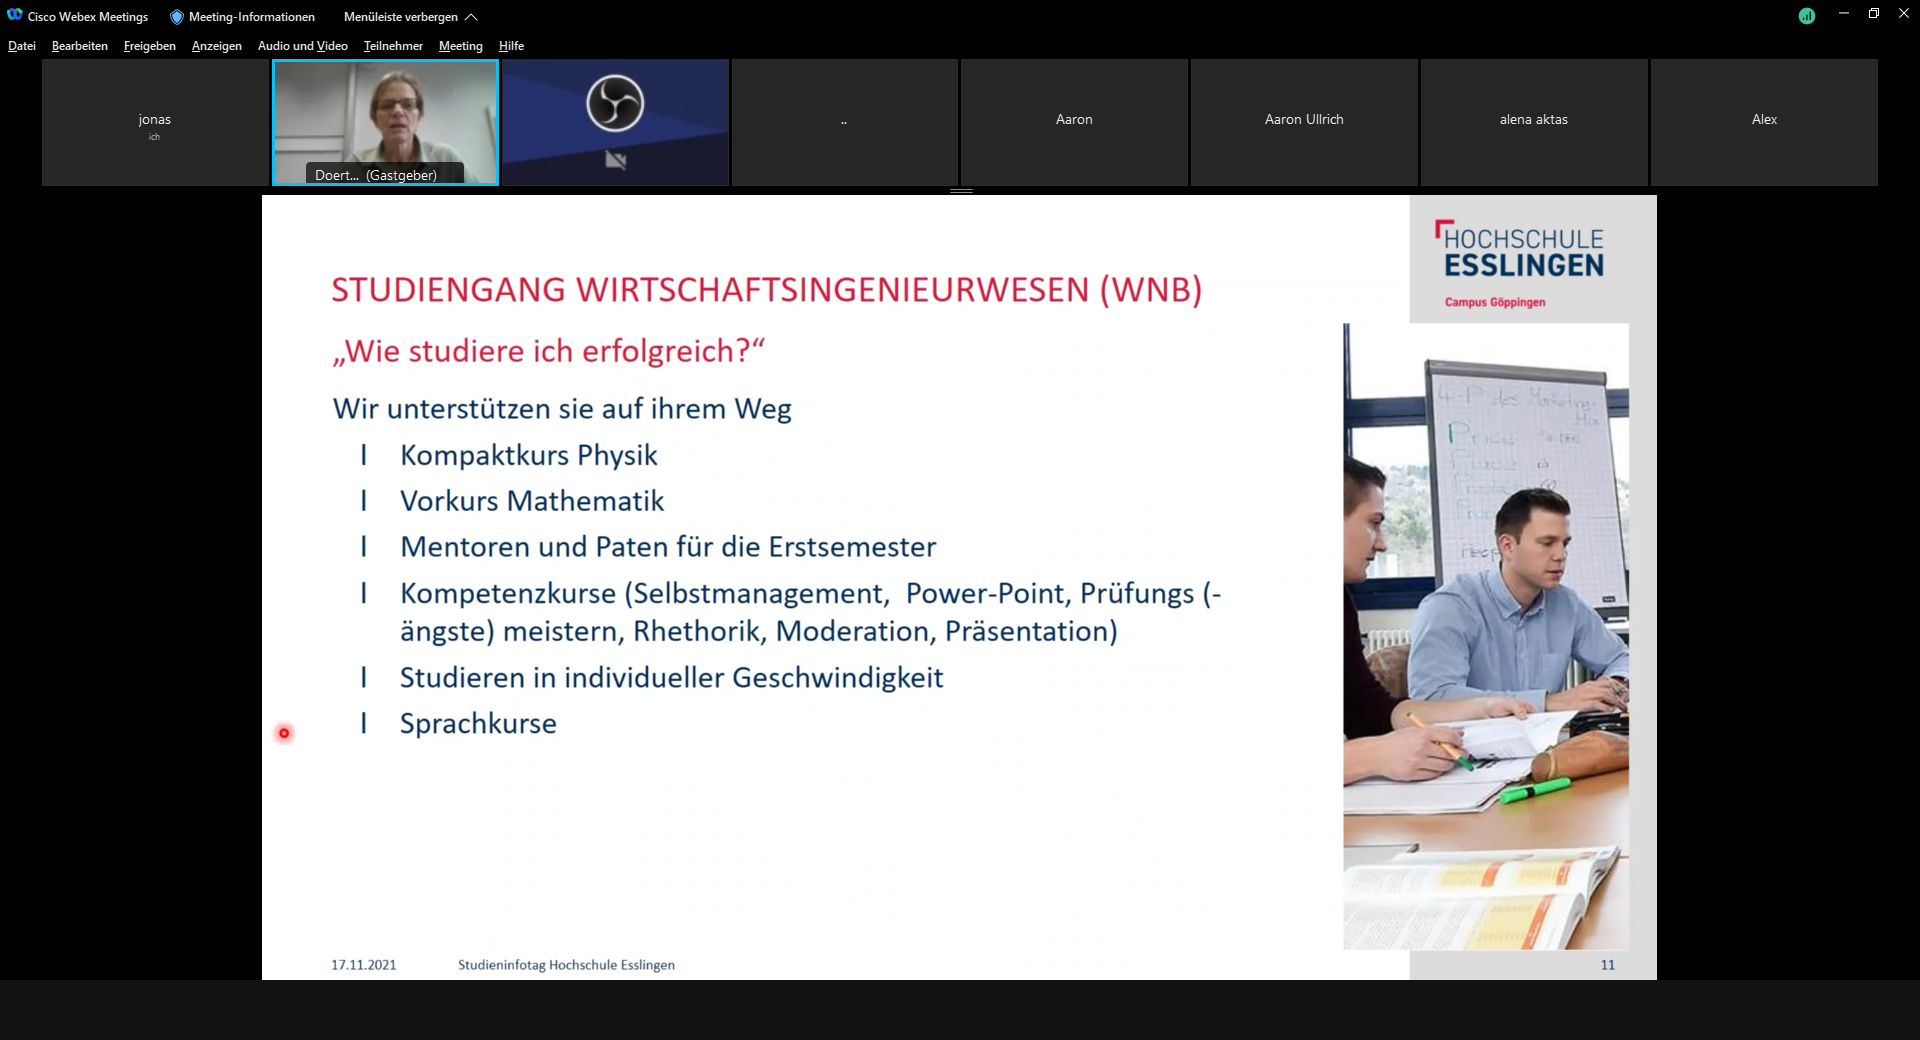 Cisco Webex Meetings
Meeting-Informationen
Menüleiste verbergen
Datei Bearbeiten Freigeben Anzeigen Audio und Video Teilnehmer Meeting Hilfe
jonas
ich
Doert... (Gastgeber)
..
Aaron
Aaron Ullrich
alena aktas
Alex
HOCHSCHULE
ESSLINGEN
Campus Göppingen
STUDIENGANG WIRTSCHAFTSINGENIEURWESEN (WNB)
„Wie studiere ich erfolgreich?“
Wir unterstützen sie auf ihrem Weg
l Kompaktkurs Physik
l Vorkurs Mathematik
l Mentoren und Paten für die Erstsemester
l Kompetenzkurse (Selbstmanagement, Power-Point, Prüfungs (-
ängste) meistern, Rhethorik, Moderation, Präsentation)
l Studieren in individueller Geschwindigkeit
l Sprachkurse
4-P des Marketing-
Mix
17.11.2021
Studieninfotag Hochschule Esslingen
11